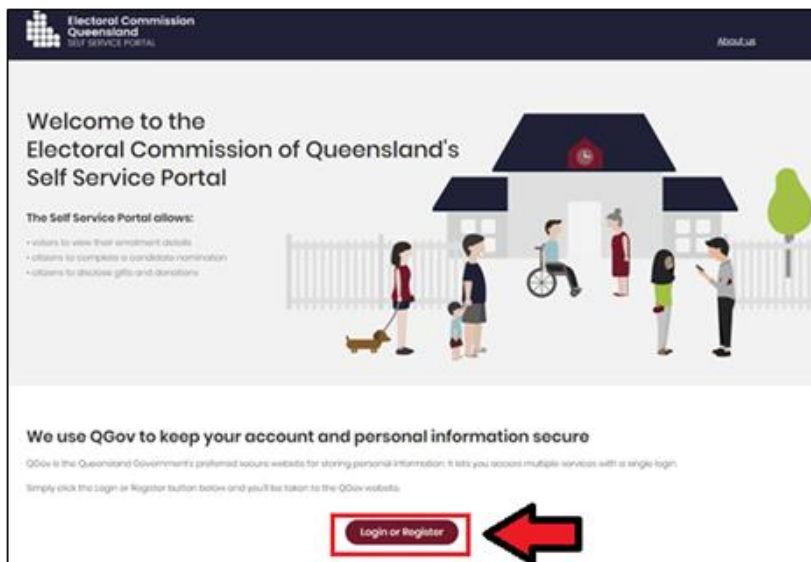 Electoral Commission
Queensland
SELF SERVICE PORTAL
About us
Welcome to the
Electoral Commission of Queensland's
Self Service Portal
The Self Service Portal allows:
• voters to view their enrolment details
• citizens to complete a candidate nomination
• citizens to disclose gifts and donations
We use QGov to keep your account and personal information secure
QGov is the Queensland Government's preferred secure website for storing personal information. It lets you access multiple services with a single login.
Simply click the Login or Register button below and you'll be taken to the QGov website.
Login or Register